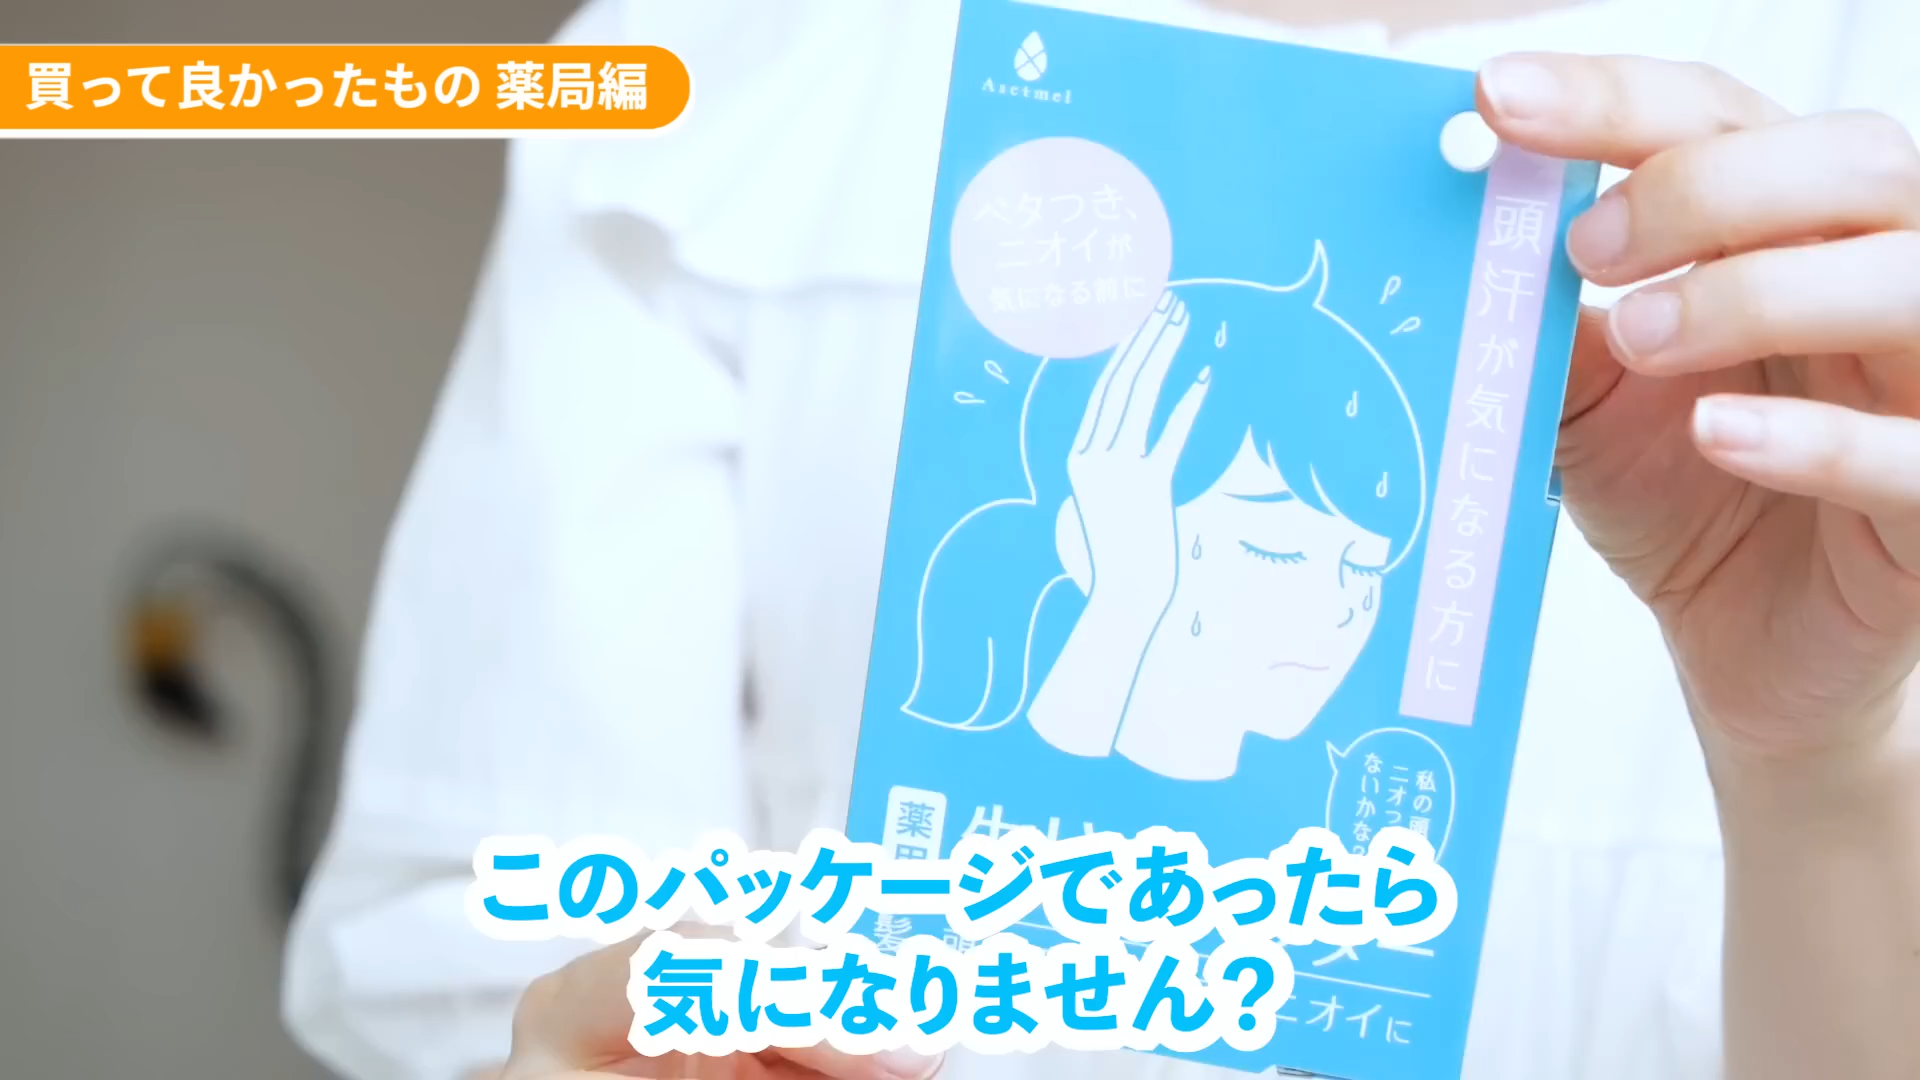 買って良かったもの 薬局編
Asetmel
ベタつき、
ニオイが
気になる前に
頭汗が気になる方に
私の頭
ニオっ
ないかな?
このパッケージであったら
気になりません?
ニオイに